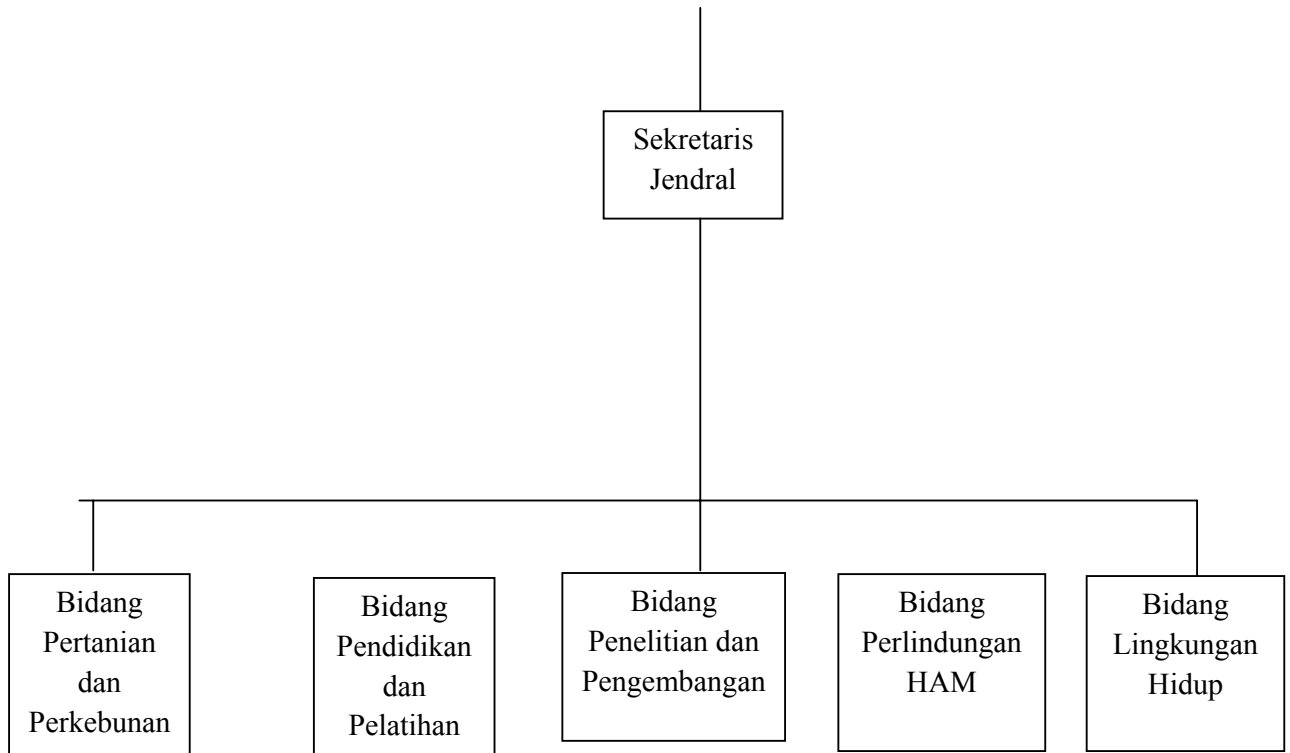 Sekretaris
Jendral
Bidang
Pertanian
dan
Perkebunan
Bidang
Pendidikan
dan
Pelatihan
Bidang
Penelitian dan
Pengembangan
Bidang
Perlindungan
HAM
Bidang
Lingkungan
Hidup